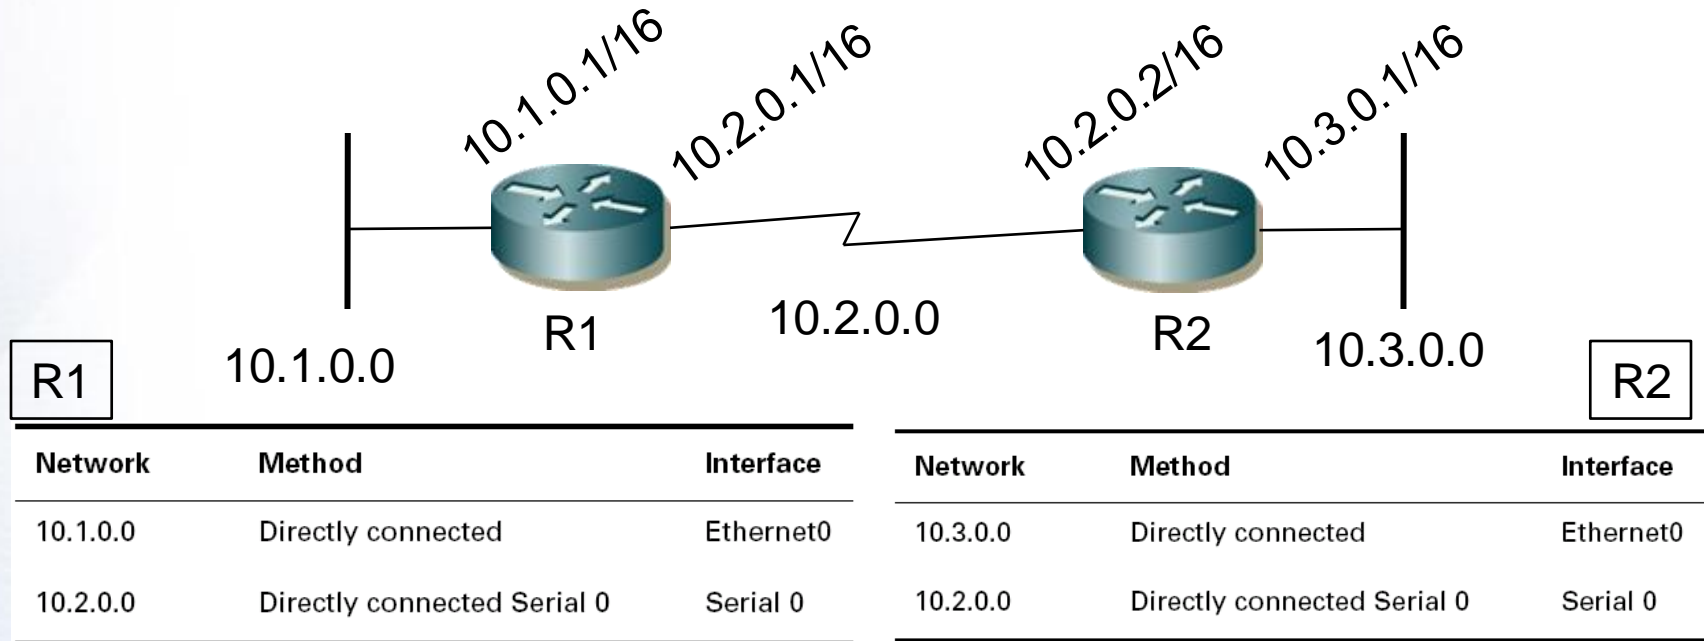 10.1.0.1/16
10.2.0.1/16
10.2.0.2/16
10.3.0.1/16
R1
10.2.0.0
R2
10.1.0.0
10.3.0.0
R1
Network Method Interface
10.1.0.0 Directly connected Ethernet0
10.2.0.0 Directly connected Serial 0 Serial 0
R2
Network Method Interface
10.3.0.0 Directly connected Ethernet0
10.2.0.0 Directly connected Serial 0 Serial 0